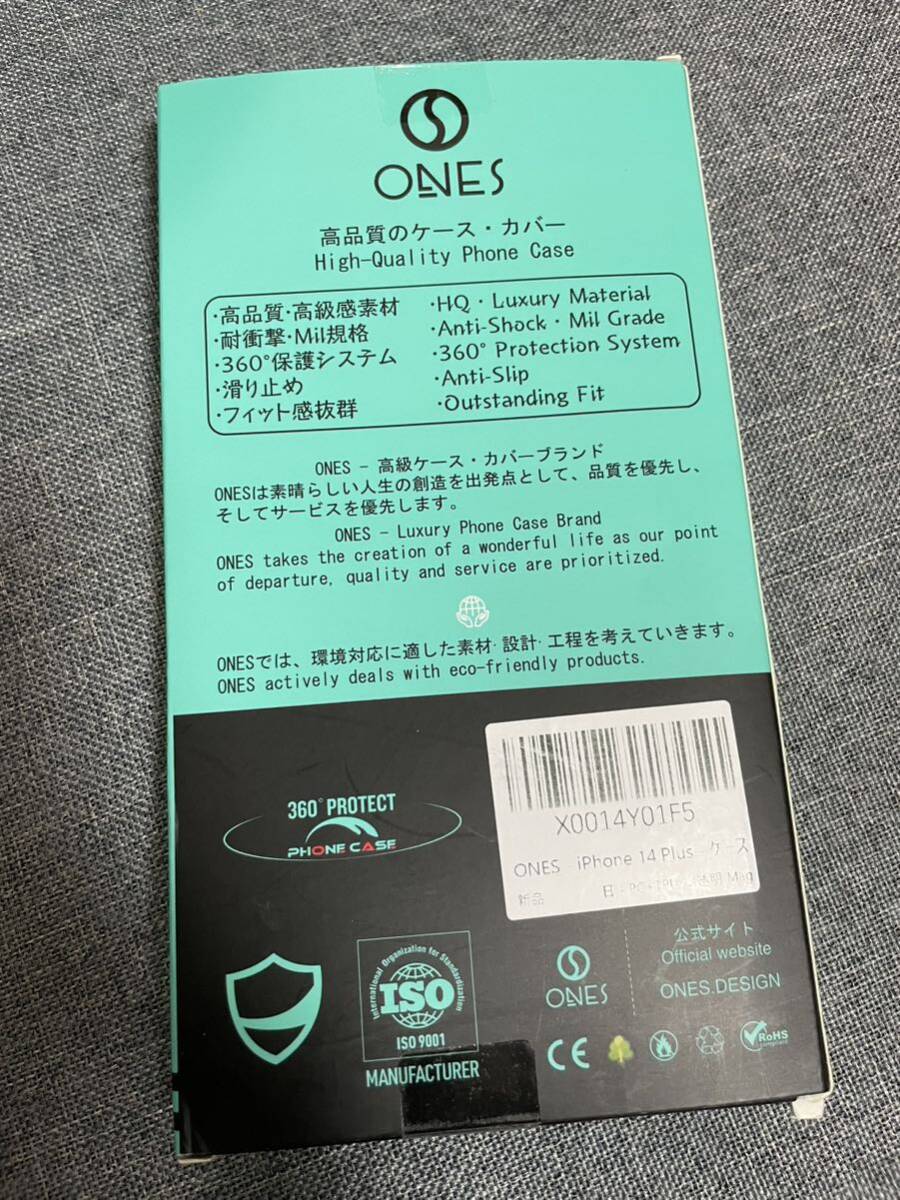 ONES
高品質のケース・カバー
High-Quality Phone Case
・高品質・高級感素材
・耐衝撃・Mil規格
・360°保護システム
・滑り止め
・フィット感抜群
・HQ・Luxury Material
・Anti-Shock・Mil Grade
・360° Protection System
・Anti-Slip
・Outstanding Fit
ONES - 高級ケース・カバーブランド
ONESは素晴らしい人生の創造を出発点として、品質を優先し、
そしてサービスを優先します。
ONES - Luxury Phone Case Brand
ONES takes the creation of a wonderful life as our point
of departure, quality and service are prioritized.
ONESでは、環境対応に適した素材・設計・工程を考えていきます。
ONES actively deals with eco-friendly products.
X0014Y01F5
ONES iPhone 14 Plus ケース
新品
Mag
360° PROTECT
PHONE CASE
International Organization for Standardization
ISO
ISO 9001
MANUFACTURER
ONES
公式サイト
Official website
ONES.DESIGN
CE
RoHS
compliant